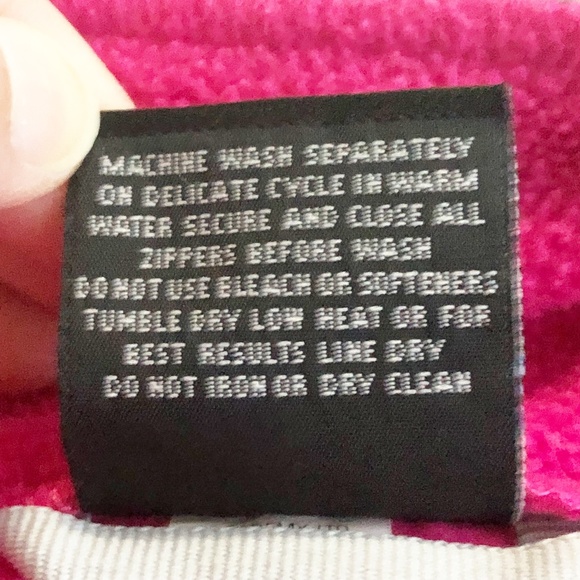 MACHINE WASH SEPARATELY
ON DELICATE CYCLE IN WARM
WATER SECURE AND CLOSE ALL
ZIPPERS BEFORE WASH
DO NOT USE BLEACH OR SOFTENERS
TUMBLE DRY LOW HEAT OR FOR
BEST RESULTS LINE DRY
DO NOT IRON OR DRY CLEAN